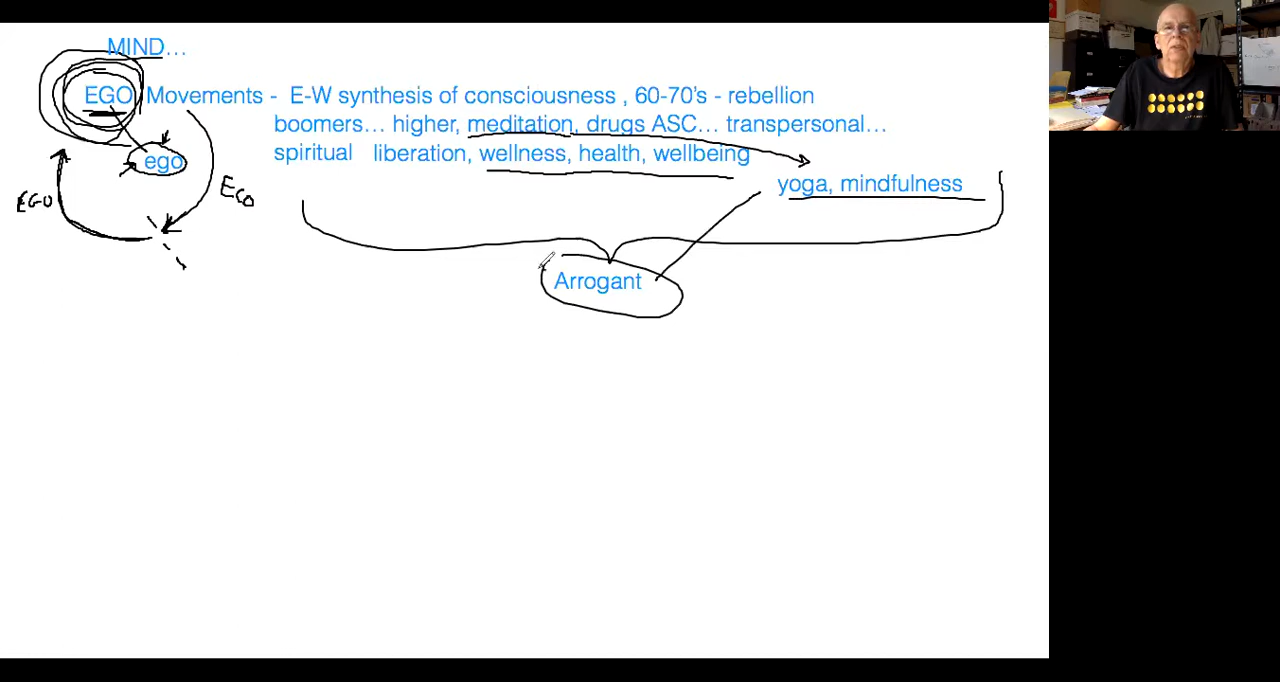 MIND...
EGO Movements - E-W synthesis of consciousness , 60-70's - rebellion
boomers... higher, meditation, drugs ASC... transpersonal...
ego
spiritual liberation, wellness, health, wellbeing
yoga, mindfulness
EGO
EGO
Arrogant